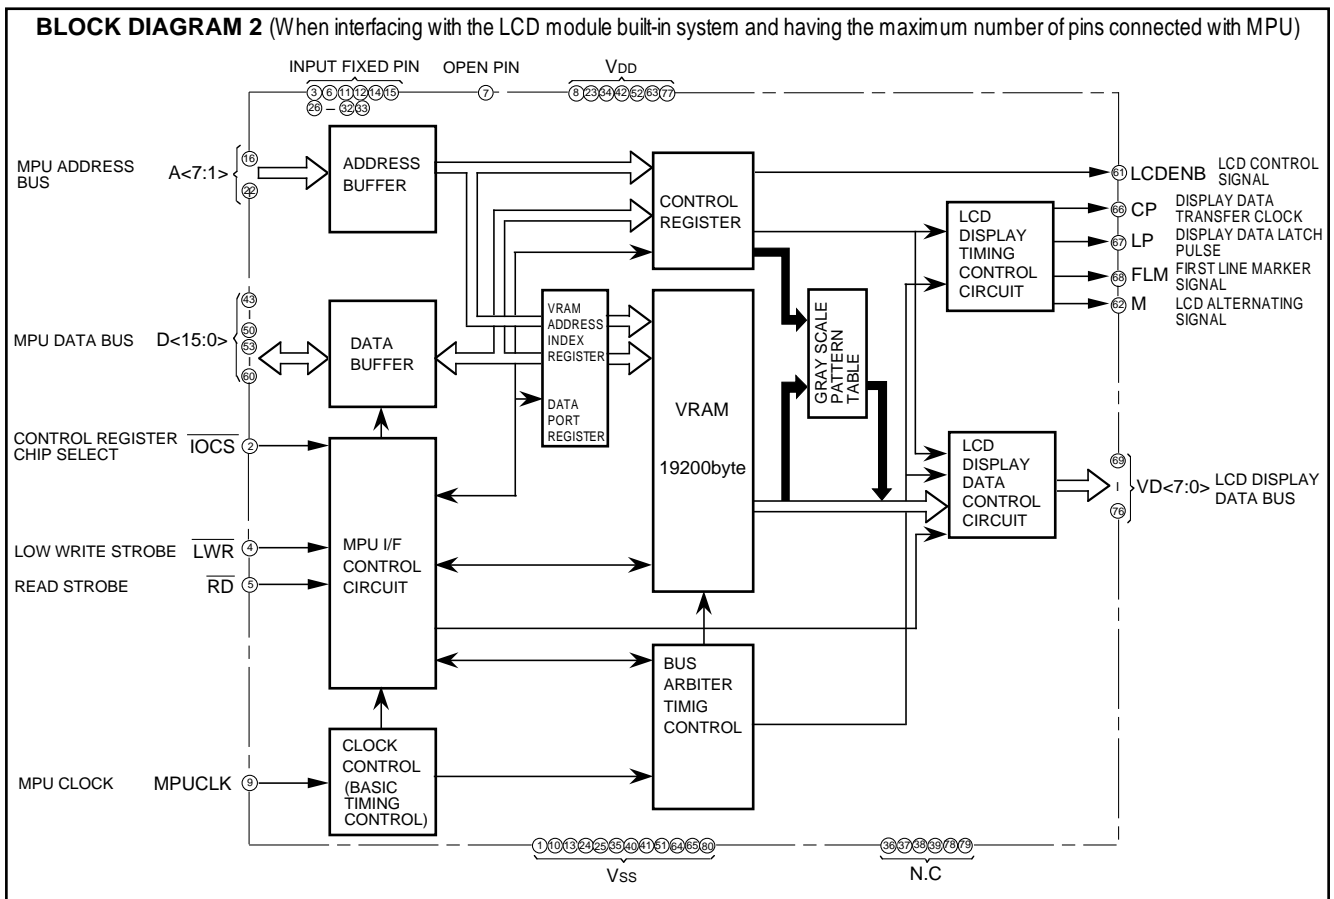 BLOCK DIAGRAM 2 (When interfacing with the LCD module built-in system and having the maximum number of pins connected with MPU)
INPUT FIXED PIN
OPEN PIN
VDD
3 6 11 12 14 15
7
8 23 34 42 52 63 77
26 – 32 33
MPU ADDRESS
BUS
A<7:1>
16
22
ADDRESS
BUFFER
CONTROL
REGISTER
61 LCDENB
LCD CONTROL
SIGNAL
LCD
DISPLAY
TIMING
CONTROL
CIRCUIT
66 CP
DISPLAY DATA
TRANSFER CLOCK
67 LP
DISPLAY DATA LATCH
PULSE
68 FLM
FIRST LINE MARKER
SIGNAL
62 M
LCD ALTERNATING
SIGNAL
MPU DATA BUS
D<15:0>
43
50
53
60
DATA
BUFFER
VRAM
ADDRESS
INDEX
REGISTER
DATA
PORT
REGISTER
VRAM
19200byte
GRAY SCALE
PATTERN
TABLE
CONTROL REGISTER
CHIP SELECT
IOCS
2
LOW WRITE STROBE
LWR
4
READ STROBE
RD
5
MPU I/F
CONTROL
CIRCUIT
LCD
DISPLAY
DATA
CONTROL
CIRCUIT
69
76
VD<7:0>
LCD DISPLAY
DATA BUS
BUS
ARBITER
TIMIG
CONTROL
MPU CLOCK
MPUCLK
9
CLOCK
CONTROL
(BASIC
TIMING
CONTROL)
1 10 13 24 25 35 40 41 51 64 65 80
VSS
36 37 38 39 78 79
N.C